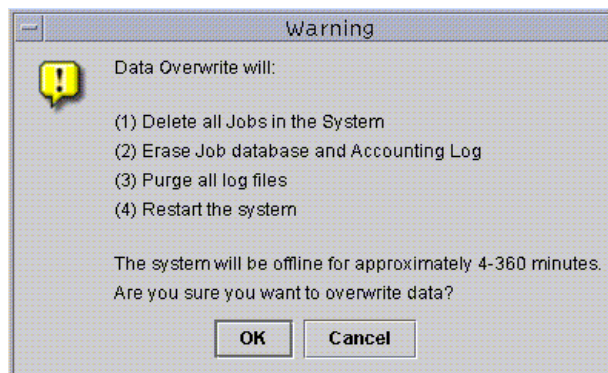 Warning
Data Overwrite will:
(1) Delete all Jobs in the System
(2) Erase Job database and Accounting Log
(3) Purge all log files
(4) Restart the system
The system will be offline for approximately 4-360 minutes.
Are you sure you want to overwrite data?
OK Cancel